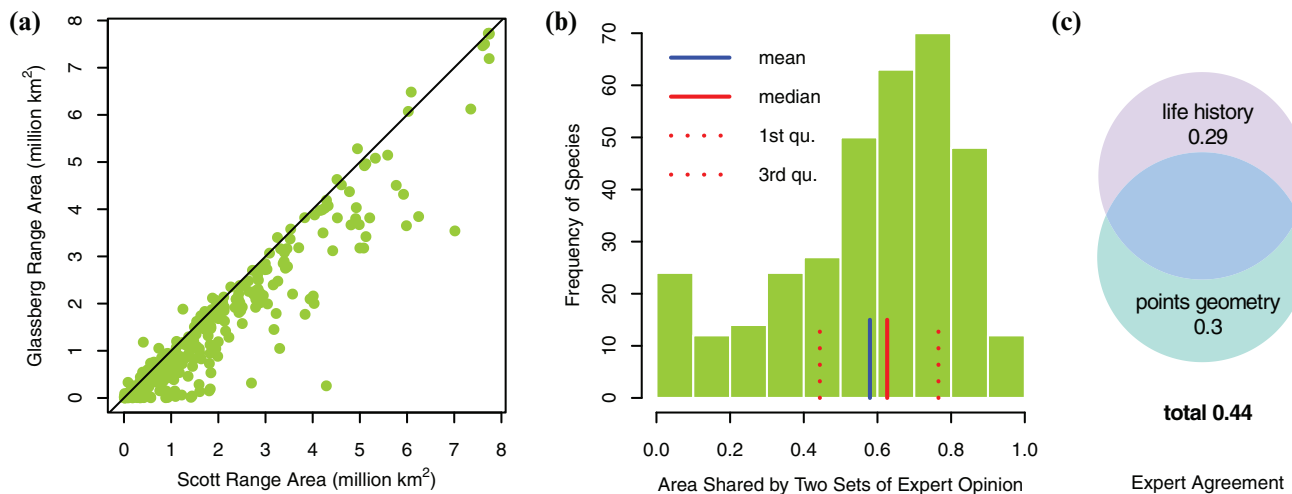 (a)
Glassberg Range Area (million km²)
8
7
6
5
4
3
2
1
0
0 1 2 3 4 5 6 7 8
Scott Range Area (million km²)
(b)
Frequency of Species
70
60
50
40
30
20
10
0
mean
median
1st qu.
3rd qu.
0.0 0.2 0.4 0.6 0.8 1.0
Area Shared by Two Sets of Expert Opinion
(c)
life history
0.29
points geometry
0.3
total 0.44
Expert Agreement